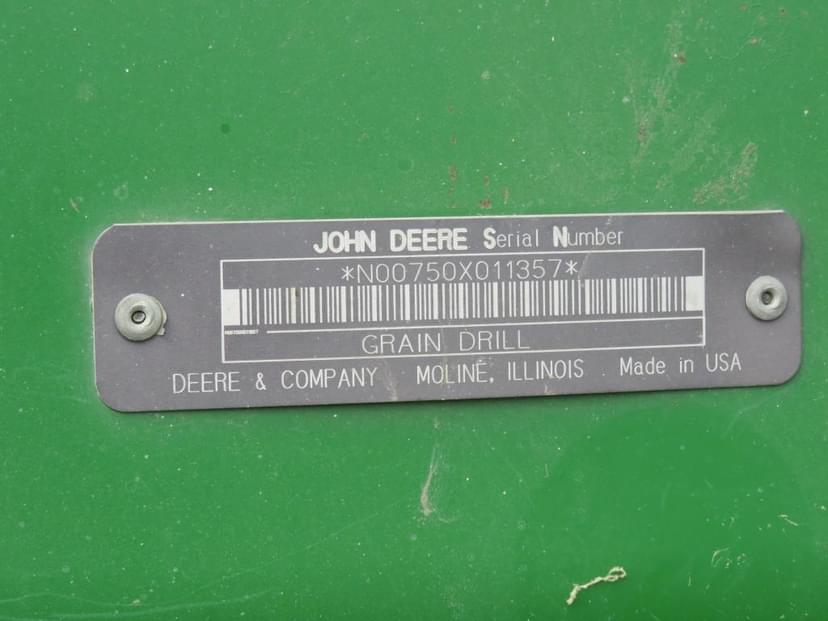 JOHN DEERE Serial Number
*N00750X011357*
GRAIN DRILL
DEERE & COMPANY MOLINE, ILLINOIS Made in USA